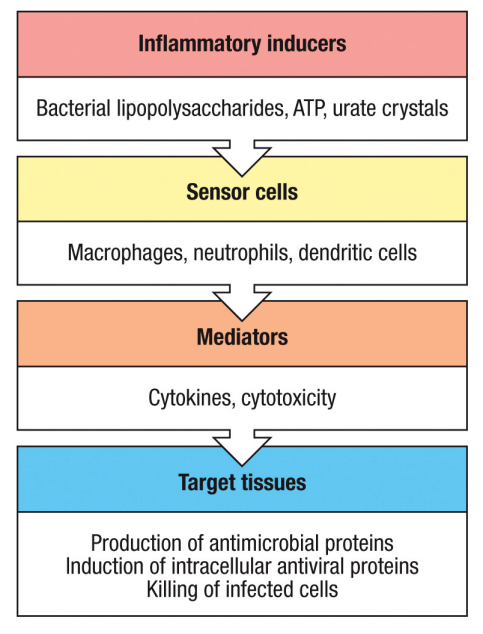 Inflammatory inducers
Bacterial lipopolysaccharides, ATP, urate crystals
Sensor cells
Macrophages, neutrophils, dendritic cells
Mediators
Cytokines, cytotoxicity
Target tissues
Production of antimicrobial proteins
Induction of intracellular antiviral proteins
Killing of infected cells